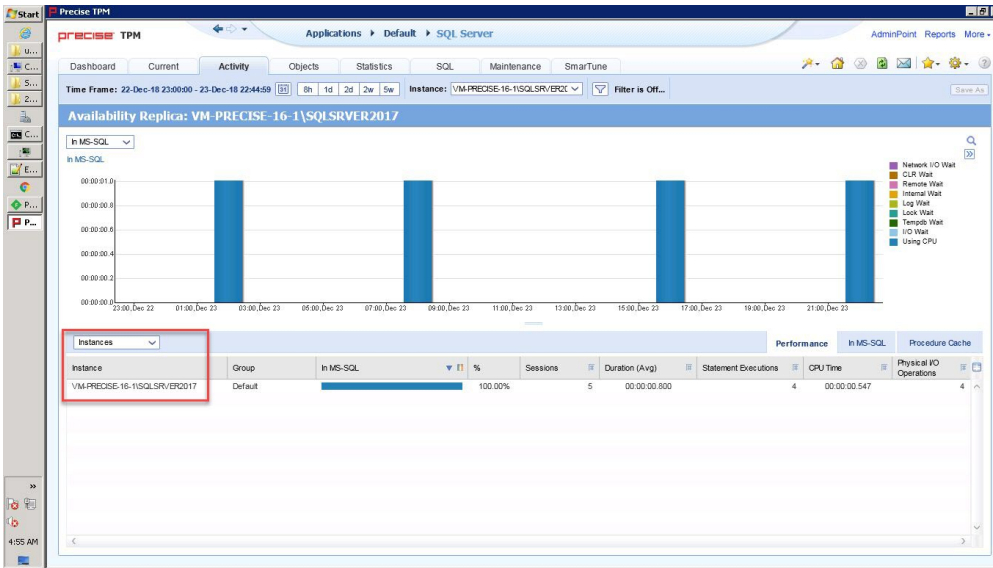 Start
Precise TPM
precise TPM
Applications ▸ Default ▸ SQL Server
AdminPoint Reports More
Dashboard Current Activity Objects Statistics SQL Maintenance SmarTune
Time Frame: 22-Dec-18 23:00:00 - 23-Dec-18 22:44:59 31 8h 1d 2d 2w 5w Instance: VM-PRECISE-16-1\SQLSRVER2( Filter is Off... Save As
Availability Replica: VM-PRECISE-16-1\SQLSRVER2017
In MS-SQL
In MS-SQL
00:00:01.0
00:00:00.8
00:00:00.6
00:00:00.4
00:00:00.2
00:00:00.0
23:00, Dec 22 01:00, Dec 23 03:00, Dec 23 05:00, Dec 23 07:00, Dec 23 09:00, Dec 23 11:00, Dec 23 13:00, Dec 23 15:00, Dec 23 17:00, Dec 23 19:00, Dec 23 21:00, Dec 23
Network I/O Wait
CLR Wait
Remote Wait
Internal Wait
Log Wait
Lock Wait
Tempdb Wait
I/O Wait
Using CPU
Instances
Performance In MS-SQL Procedure Cache
Instance Group In MS-SQL % Sessions Duration (Avg) Statement Executions CPU Time Physical I/O Operations
VM-PRECISE-16-1\SQLSRVER2017 Default 100.00% 5 00:00:00.800 4 00:00:00.547 4
u...
C...
S...
2...
C...
E...
P...
P...
4:55 AM